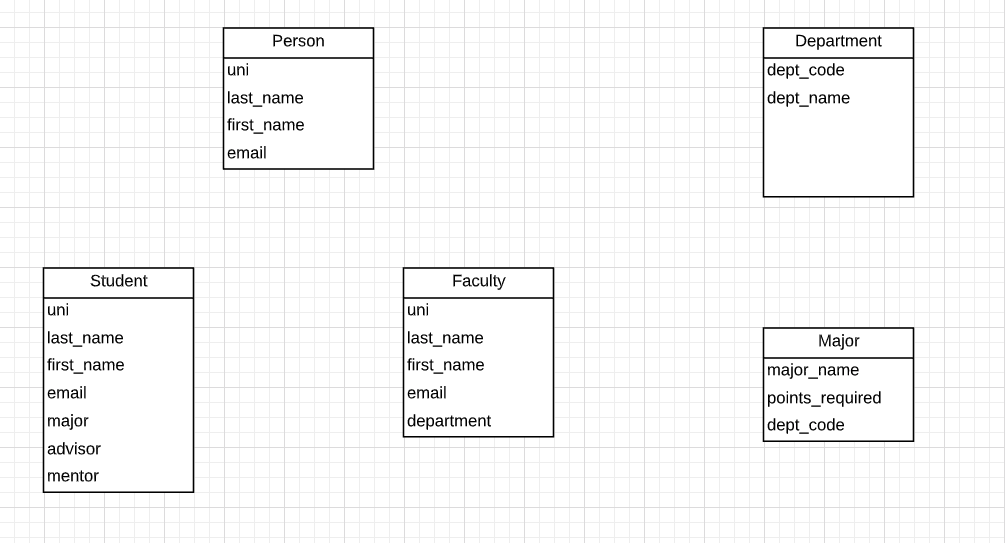 Person
uni
last_name
first_name
email
Department
dept_code
dept_name
Student
uni
last_name
first_name
email
major
advisor
mentor
Faculty
uni
last_name
first_name
email
department
Major
major_name
points_required
dept_code